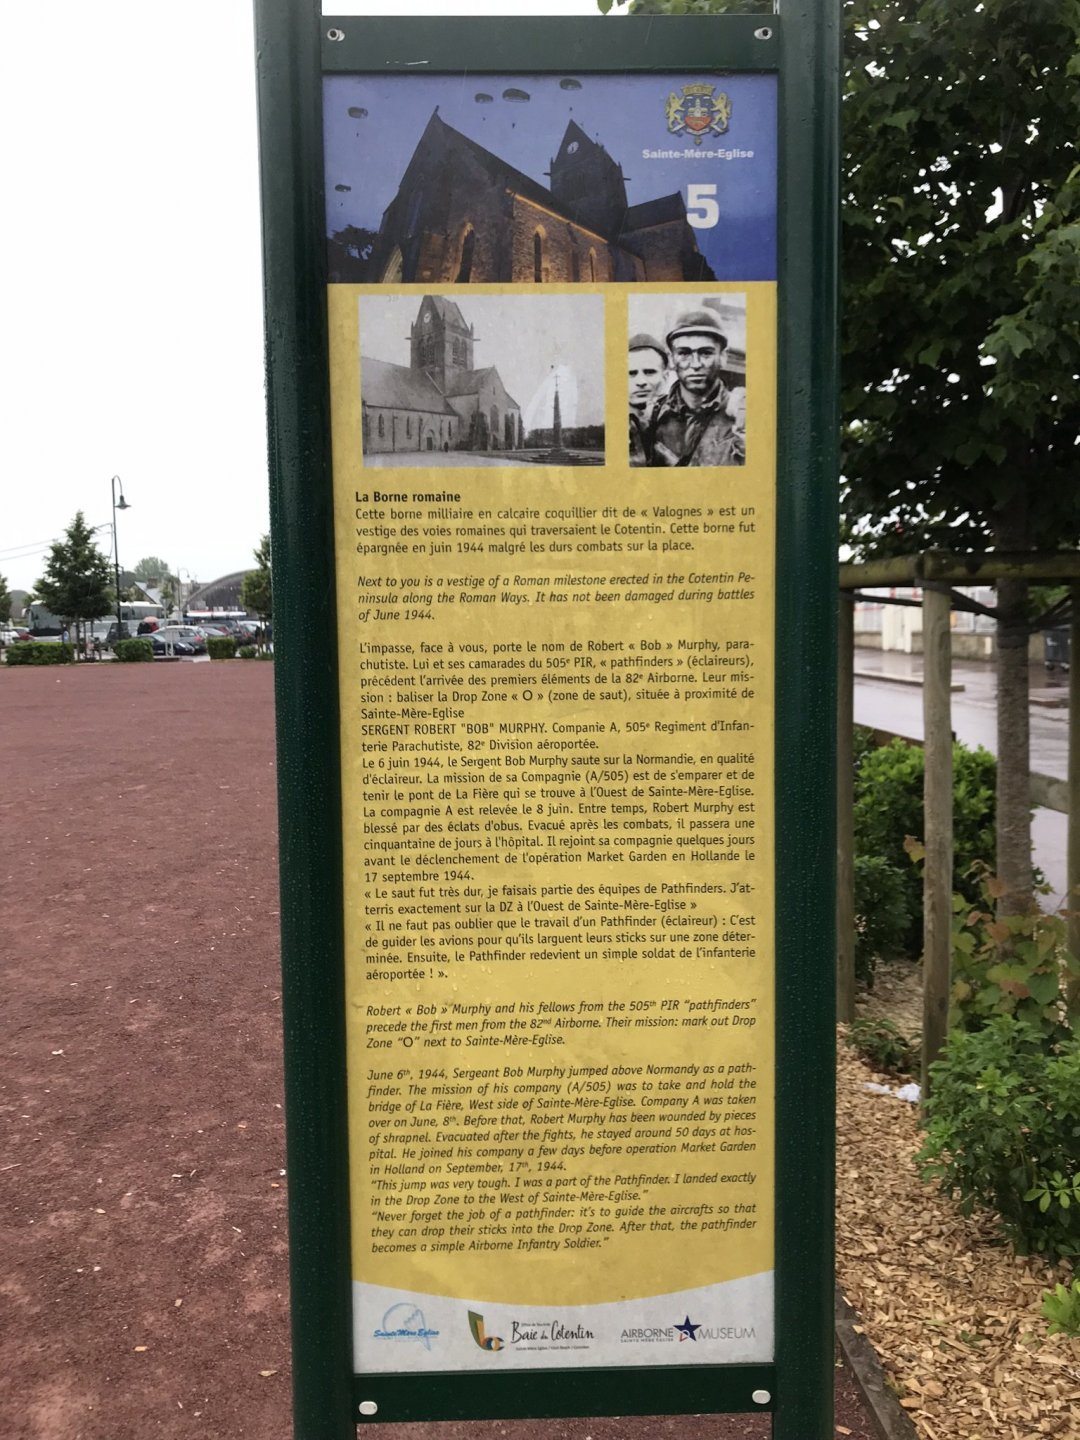 Sainte-Mère-Eglise
5
La Borne romaine
Cette borne milliaire en calcaire coquillier dit de « Valognes » est un
vestige des voies romaines qui traversaient le Cotentin. Cette borne fut
épargnée en juin 1944 malgré les durs combats sur la place.
Next to you is a vestige of a Roman milestone erected in the Cotentin Pe-
ninsula along the Roman Ways. It has not been damaged during battles
of June 1944.
L'impasse, face à vous, porte le nom de Robert « Bob » Murphy, para-
chutiste. Lui et ses camarades du 505e PIR, « pathfinders » (éclaireurs),
précédent l'arrivée des premiers éléments de la 82e Airborne. Leur mis-
sion : baliser la Drop Zone « O » (zone de saut), située à proximité de
Sainte-Mère-Eglise
SERGENT ROBERT "BOB" MURPHY. Companie A, 505e Regiment d'Infan-
terie Parachutiste, 82e Division aéroportée.
Le 6 juin 1944, le Sergent Bob Murphy saute sur la Normandie, en qualité
d'éclaireur. La mission de sa Compagnie (A/505) est de s'emparer et de
tenir le pont de La Fière qui se trouve à l'Ouest de Sainte-Mère-Eglise.
La compagnie A est relevée le 8 juin. Entre temps, Robert Murphy est
blessé par des éclats d'obus. Evacué après les combats, il passera une
cinquantaine de jours à l'hôpital. Il rejoint sa compagnie quelques jours
avant le déclenchement de l'opération Market Garden en Hollande le
17 septembre 1944.
« Le saut fut très dur, je faisais partie des équipes de Pathfinders. J'at-
terris exactement sur la DZ à l'Ouest de Sainte-Mère-Eglise »
« Il ne faut pas oublier que le travail d'un Pathfinder (éclaireur) : C'est
de guider les avions pour qu'ils larguent leurs sticks sur une zone déter-
minée. Ensuite, le Pathfinder redevient un simple soldat de l'infanterie
aéroportée ! ».
Robert « Bob » Murphy and his fellows from the 505th PIR "pathfinders"
precede the first men from the 82nd Airborne. Their mission: mark out Drop
Zone "O" next to Sainte-Mère-Eglise.
June 6th, 1944, Sergeant Bob Murphy jumped above Normandy as a path-
finder. The mission of his company (A/505) was to take and hold the
bridge of La Fière, West side of Sainte-Mère-Eglise. Company A was taken
over on June, 8th. Before that, Robert Murphy has been wounded by pieces
of shrapnel. Evacuated after the fights, he stayed around 50 days at hos-
pital. He joined his company a few days before operation Market Garden
in Holland on September, 17th, 1944.
"This jump was very tough. I was a part of the Pathfinder. I landed exactly
in the Drop Zone to the West of Sainte-Mère-Eglise."
"Never forget the job of a pathfinder: it's to guide the aircrafts so that
they can drop their sticks into the Drop Zone. After that, the pathfinder
becomes a simple Airborne Infantry Soldier."
Sainte Mère Eglise
Baie du Cotentin
AIRBORNE MUSEUM
SAINTE MERE EGLISE